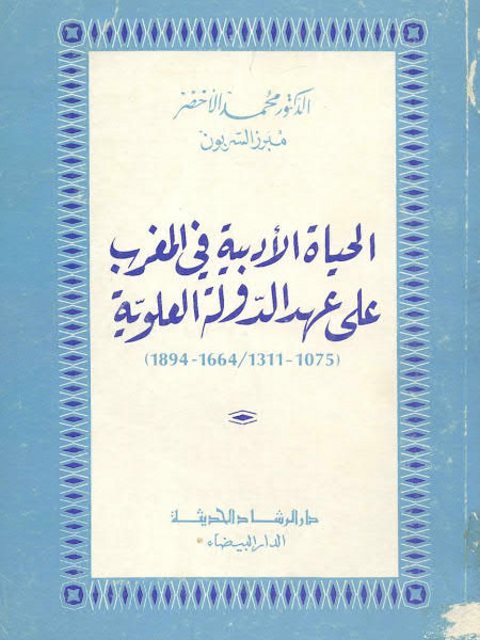 الدكتور محمد الأخضر
مبرز السربون
الحياة الأدبية في المغرب
على عهد الدولة العلوية
(1075-1311/1664-1894)
دار الرشاد الحديثة
الدار البيضاء